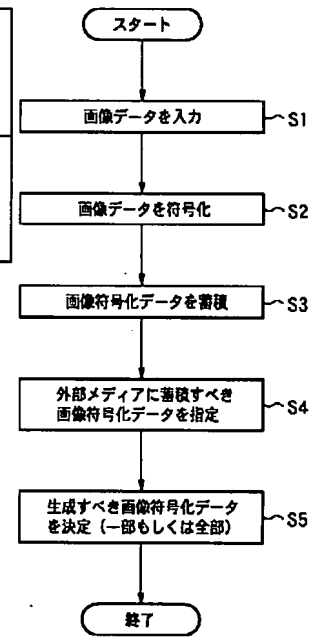 スタート
画像データを入力
S1
画像データを符号化
S2
画像符号化データを蓄積
S3
外部メディアに蓄積すべき
画像符号化データを指定
S4
生成すべき画像符号化データ
を決定（一部もしくは全部）
S5
終了